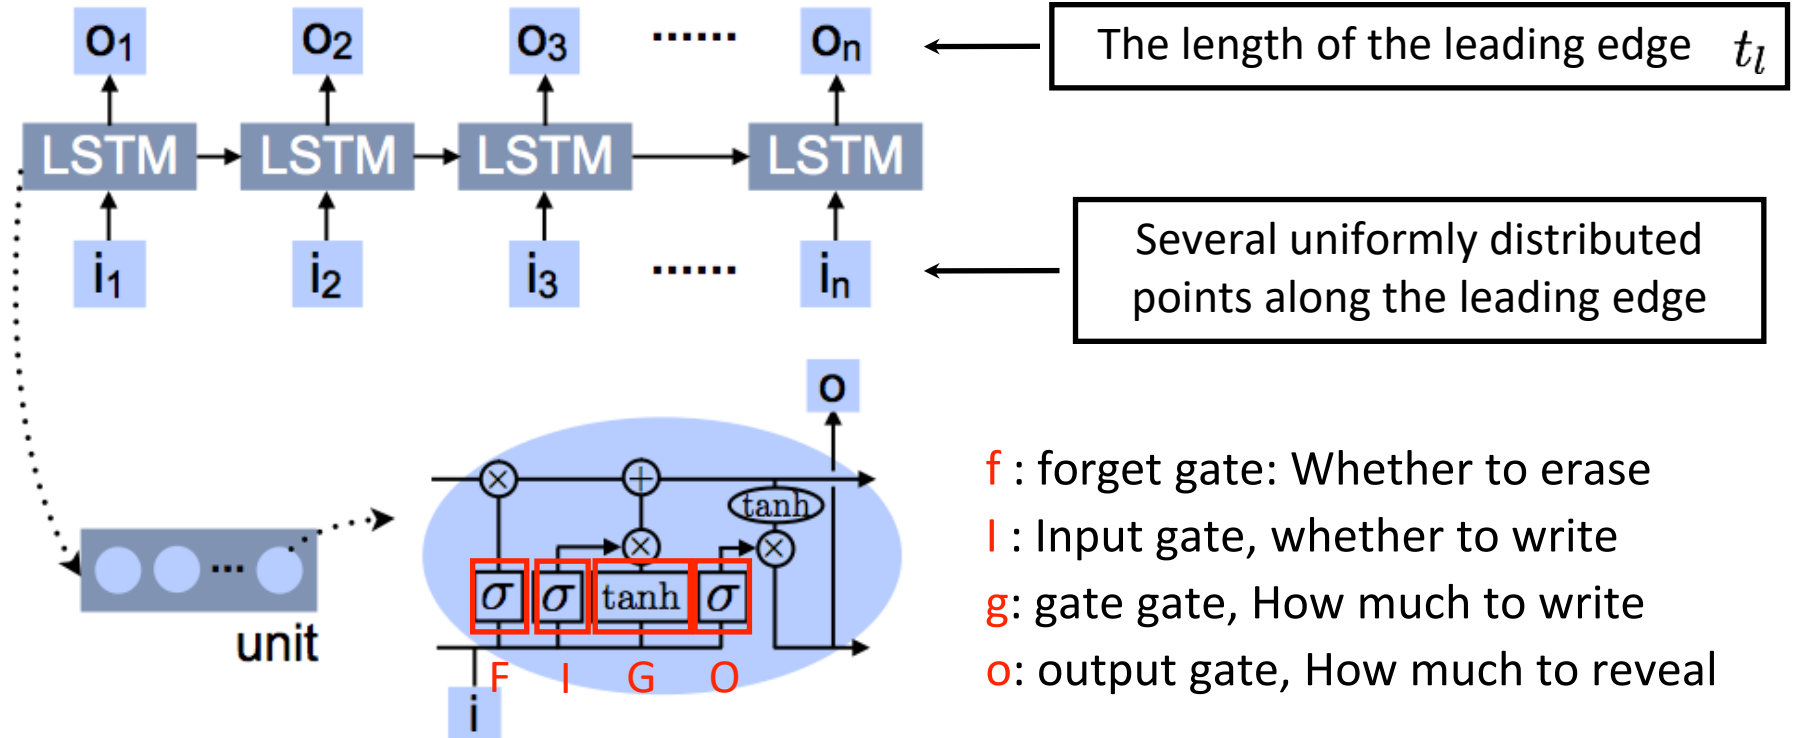 o1 o2 o3 ...... on
The length of the leading edge tl
LSTM LSTM LSTM LSTM
i1 i2 i3 ...... in
Several uniformly distributed
points along the leading edge
o
× +
tanh
× ×
σ σ tanh σ
...
unit
F I G O
i
f : forget gate: Whether to erase
I : Input gate, whether to write
g: gate gate, How much to write
o: output gate, How much to reveal